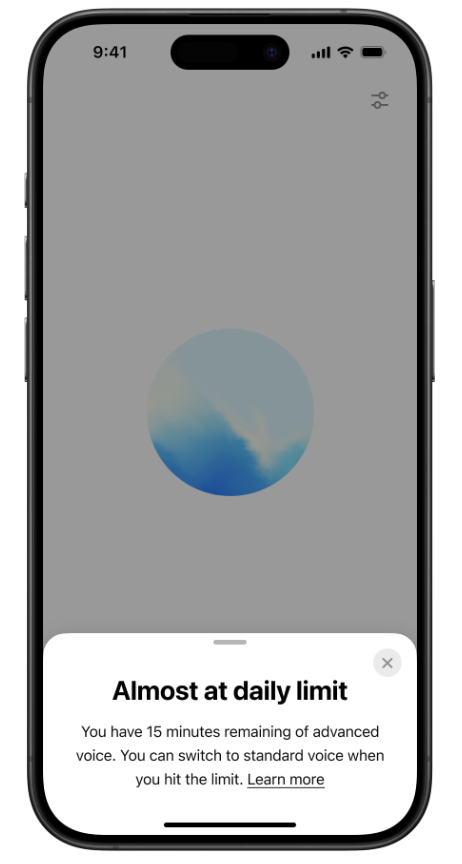 9:41
Almost at daily limit
You have 15 minutes remaining of advanced
voice. You can switch to standard voice when
you hit the limit. Learn more